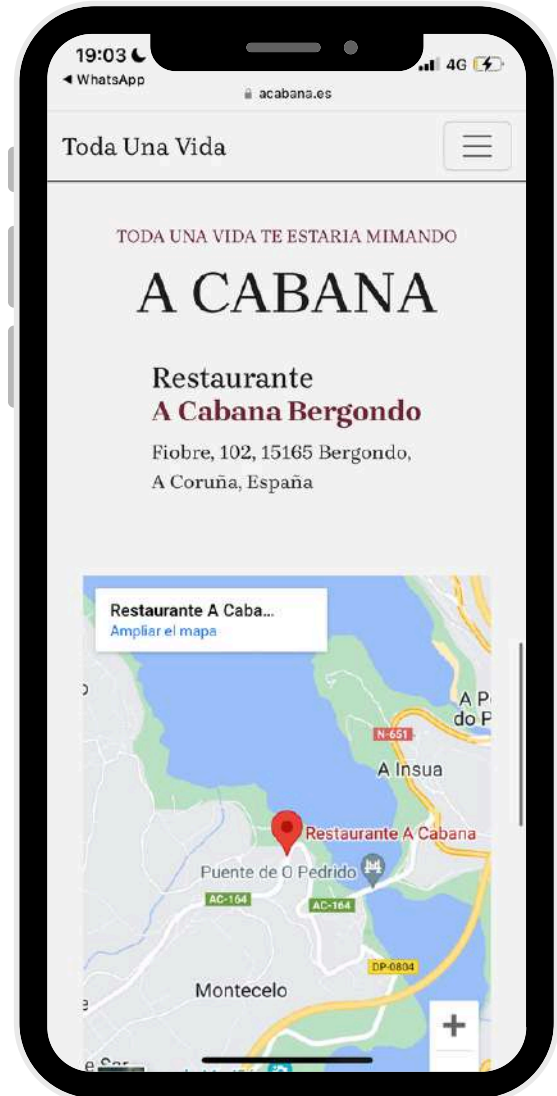 19:03
4G
WhatsApp
acabana.es
Toda Una Vida
TODA UNA VIDA TE ESTARIA MIMANDO
A CABANA
Restaurante
A Cabana Bergondo
Fiobre, 102, 15165 Bergondo,
A Coruña, España
Restaurante A Caba...
Ampliar el mapa
N-651
A Insua
Restaurante A Cabana
Puente de O Pedrido
AC-164
AC-164
DP-0804
Montecelo
+